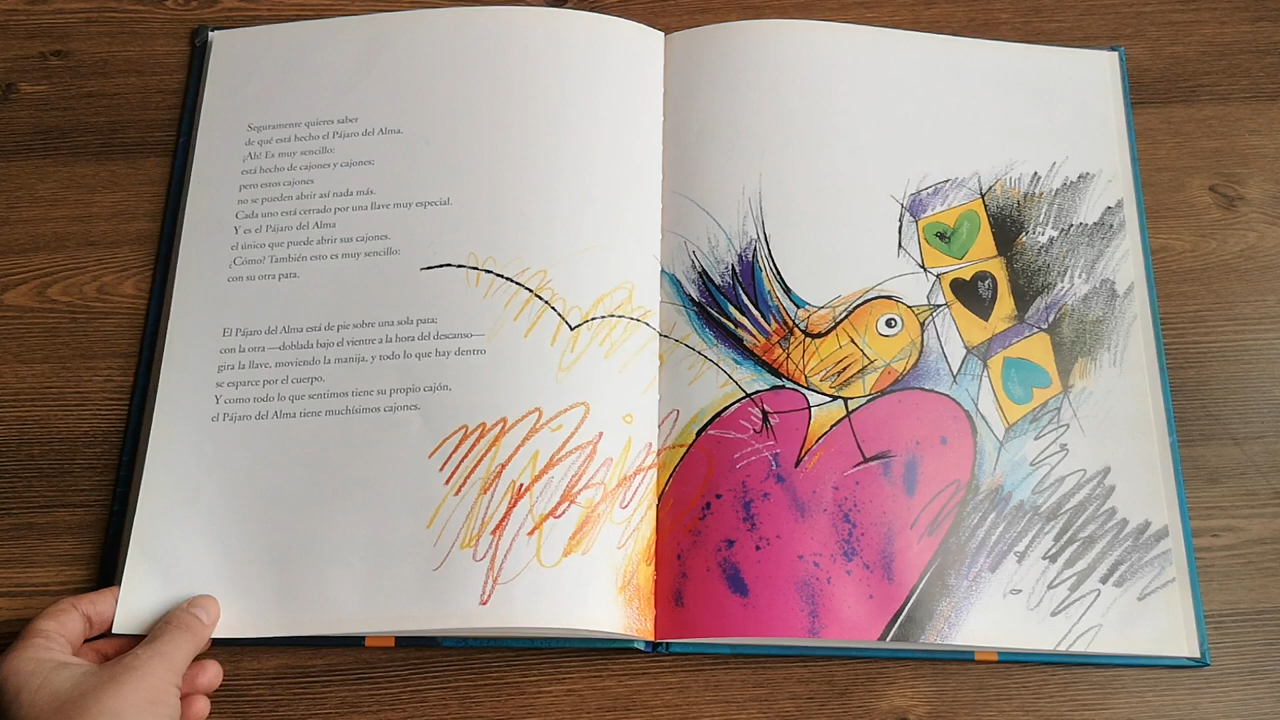 Seguramente quieres saber
de qué está hecho el Pájaro del Alma.
¡Ah! Es muy sencillo:
está hecho de cajones y cajones;
pero estos cajones
no se pueden abrir así nada más.
Cada uno está cerrado por una llave muy especial.
Y es el Pájaro del Alma
el único que puede abrir sus cajones.
¿Cómo? También esto es muy sencillo:
con su otra pata.
El Pájaro del Alma está de pie sobre una sola pata;
con la otra —doblada bajo el vientre a la hora del descanso—
gira la llave, moviendo la manija, y todo lo que hay dentro
se esparce por el cuerpo.
Y como todo lo que sentimos tiene su propio cajón,
el Pájaro del Alma tiene muchísimos cajones.